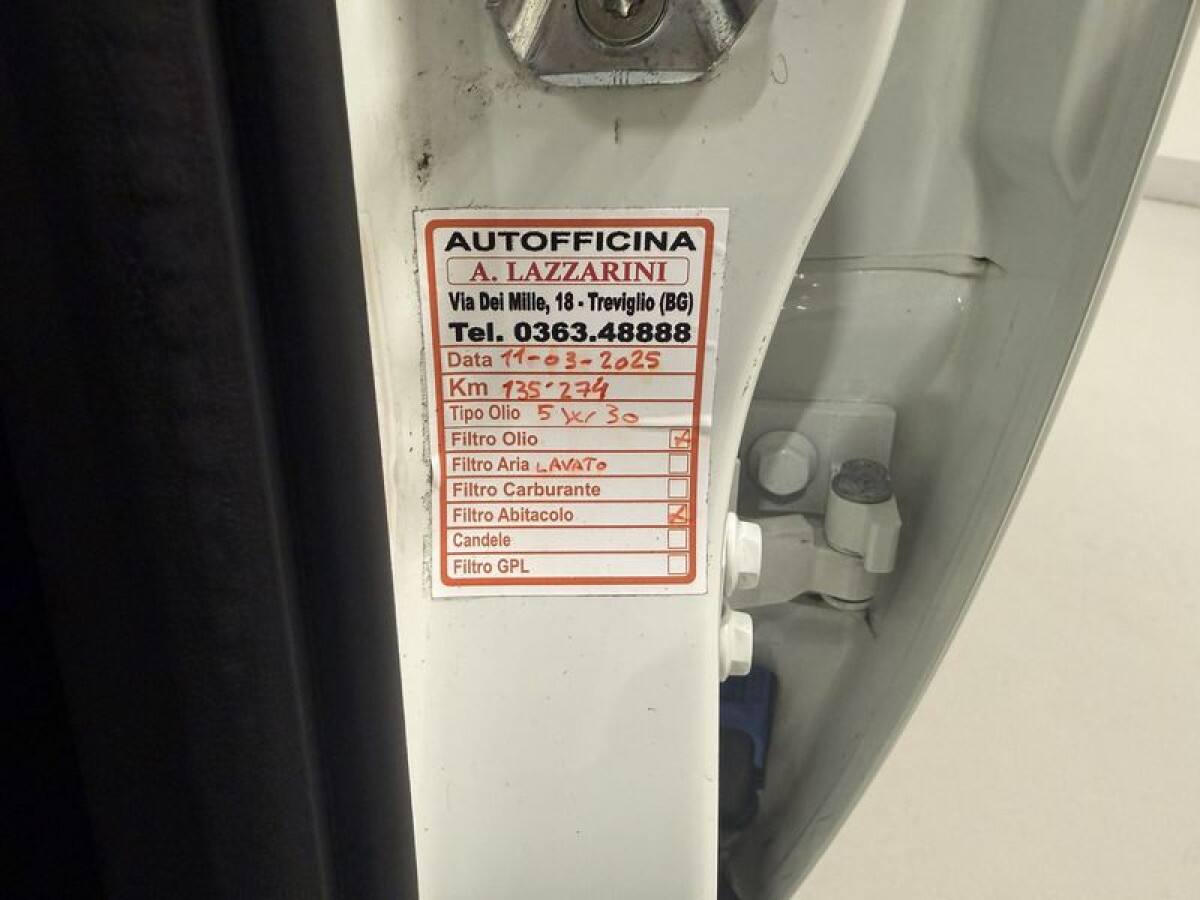 AUTOFFICINA
A. LAZZARINI
Via Dei Mille, 18 - Treviglio (BG)
Tel. 0363.48888
Data 11-03-2025
Km 135'274
Tipo Olio 5W30
Filtro Olio
Filtro Aria LAVATO
Filtro Carburante
Filtro Abitacolo
Candele
Filtro GPL